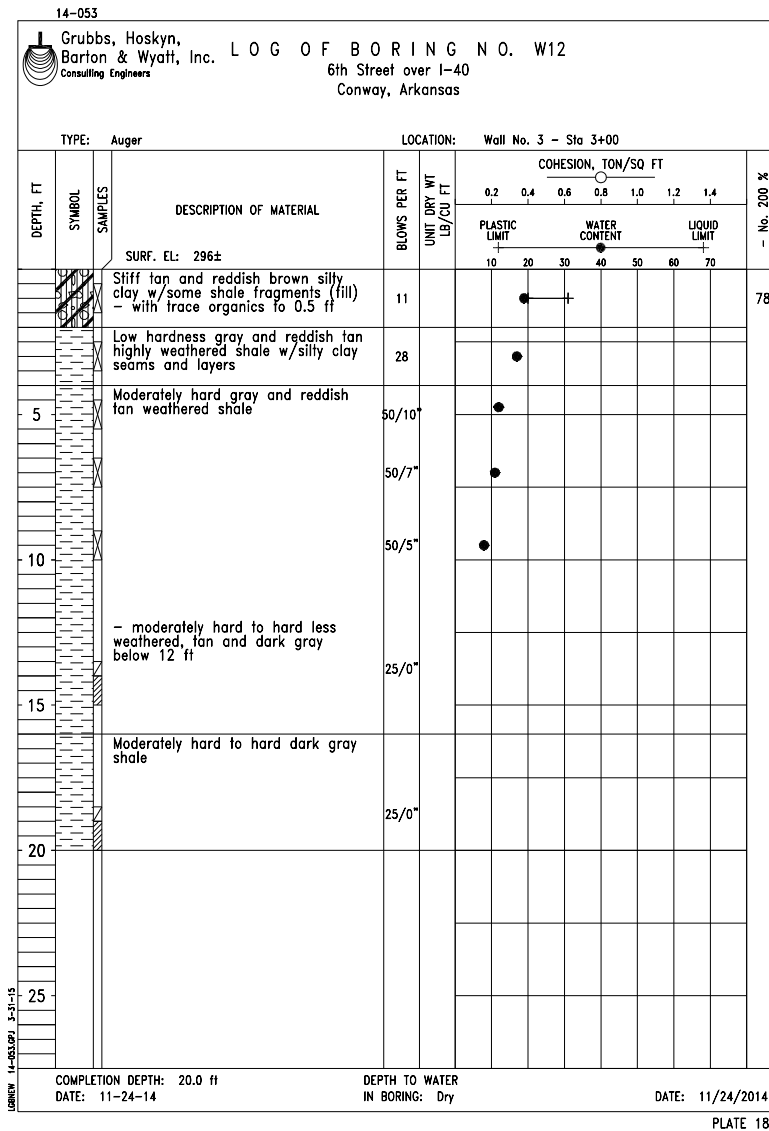 14-053
Grubbs, Hoskyn,
Barton & Wyatt, Inc.
Consulting Engineers
LOG OF BORING NO. W12
6th Street over I-40
Conway, Arkansas
TYPE: Auger
LOCATION: Wall No. 3 - Sta 3+00
DEPTH, FT
SYMBOL
SAMPLES
DESCRIPTION OF MATERIAL
SURF. EL: 296±
BLOWS PER FT
UNIT DRY WT
LB/CU FT
COHESION, TON/SQ FT
0.2 0.4 0.6 0.8 1.0 1.2 1.4
PLASTIC LIMIT
WATER CONTENT
LIQUID LIMIT
10 20 30 40 50 60 70
- No. 200 %
Stiff tan and reddish brown silty
clay w/some shale fragments (fill)
- with trace organics to 0.5 ft
11
78
Low hardness gray and reddish tan
highly weathered shale w/silty clay
seams and layers
28
Moderately hard gray and reddish
tan weathered shale
5
50/10"
50/7"
50/5"
10
- moderately hard to hard less
weathered, tan and dark gray
below 12 ft
25/0"
15
Moderately hard to hard dark gray
shale
25/0"
20
25
LGBNEW 14-053.GPJ 3-31-15
COMPLETION DEPTH: 20.0 ft
DATE: 11-24-14
DEPTH TO WATER
IN BORING: Dry
DATE: 11/24/2014
PLATE 18